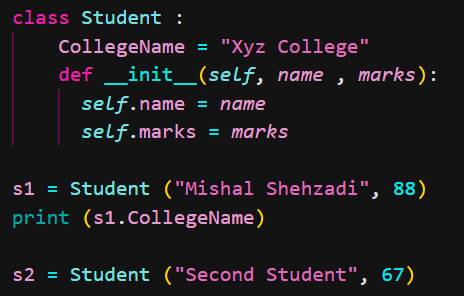 class Student :
    CollegeName = "Xyz College"
    def __init__(self, name , marks):
      self.name = name
      self.marks = marks
s1 = Student ("Mishal Shehzadi", 88)
print (s1.CollegeName)
s2 = Student ("Second Student", 67)